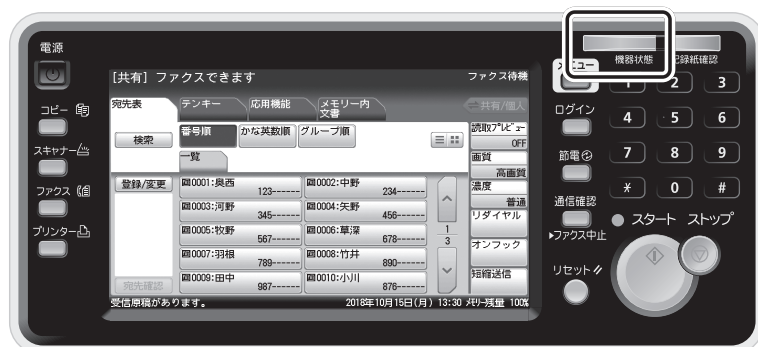 電源
コピー
スキャナー
ファクス
プリンター
[共有] ファクスできます
ファクス待機
宛先表
テンキー
応用機能
メモリー内文書
共有/個人
検索
番号順
かな英数順
グループ順
一覧
登録/変更
宛先確認
0001:奥西
123------
0002:中野
234------
0003:河野
345------
0004:矢野
456------
0005:牧野
567------
0006:草深
678------
0007:羽根
789------
0008:竹井
890------
0009:田中
987------
0010:小川
876------
1
3
読取プレビュー
OFF
画質
高画質
濃度
普通
リダイヤル
オンフック
短縮送信
受信原稿があります。
2018年10月15日(月) 13:30 メモリー残量 100%
機器状態
記録紙確認
メニュー
ログイン
節電
通信確認
▶ファクス中止
リセット
1 2 3
4 5 6
7 8 9
* 0 #
スタート
ストップ